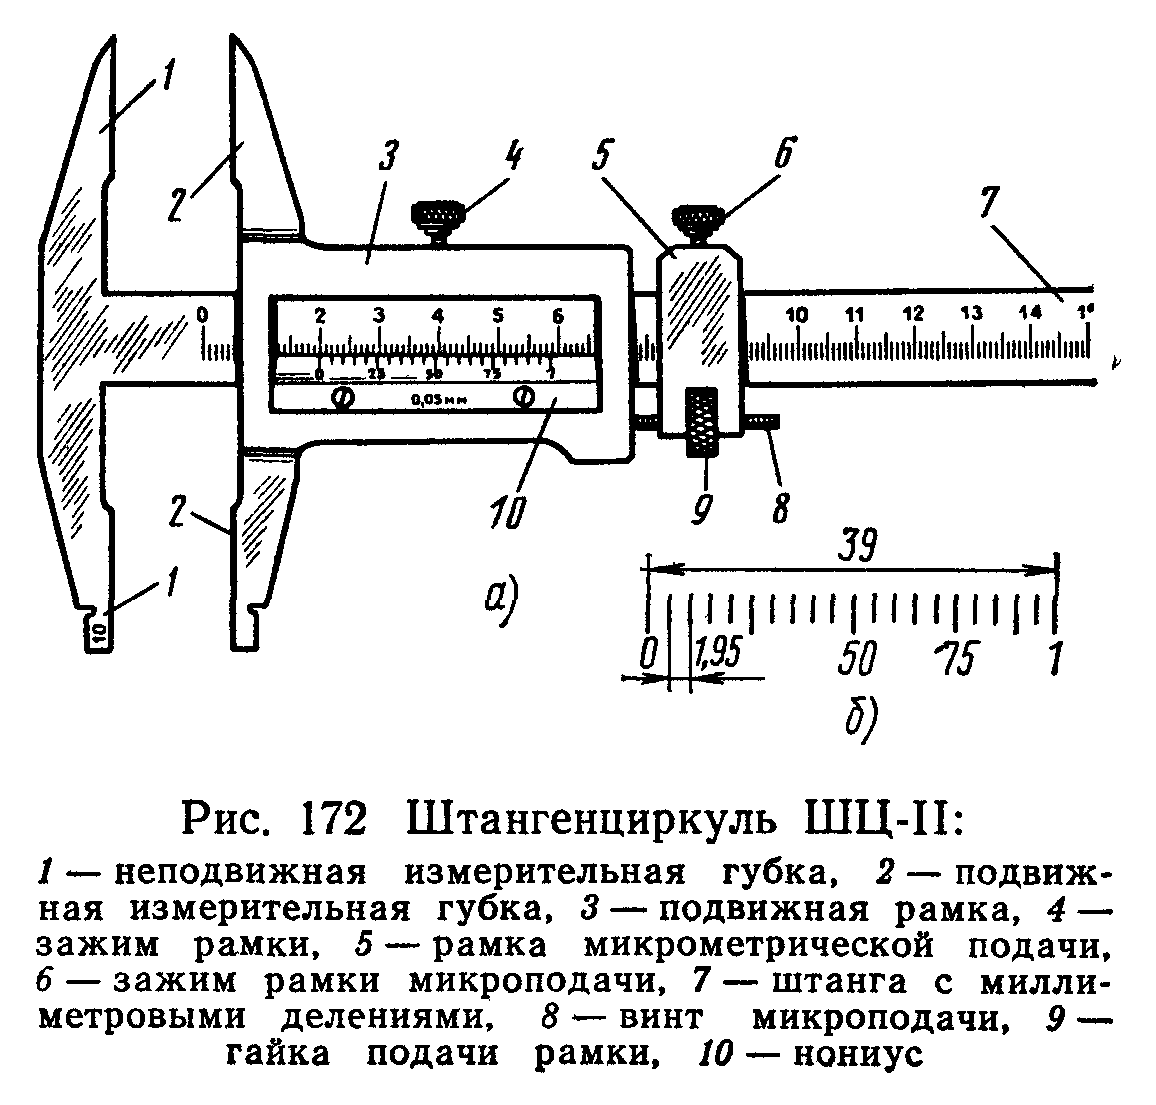 1
2
3
4
5
6
7
0
2 3 4 5 6
10 11 12 13 14 1
0 25 50 75 1
0,05мм
10
9
8
2
1
10
а)
39
0 1,95 50 75 1
б)
Рис. 172 Штангенциркуль ШЦ-II:
1 — неподвижная измерительная губка, 2 — подвиж-
ная измерительная губка, 3 — подвижная рамка, 4 —
зажим рамки, 5 — рамка микрометрической подачи,
6 — зажим рамки микроподачи, 7 — штанга с милли-
метровыми делениями, 8 — винт микроподачи, 9 —
гайка подачи рамки, 10 — нониус